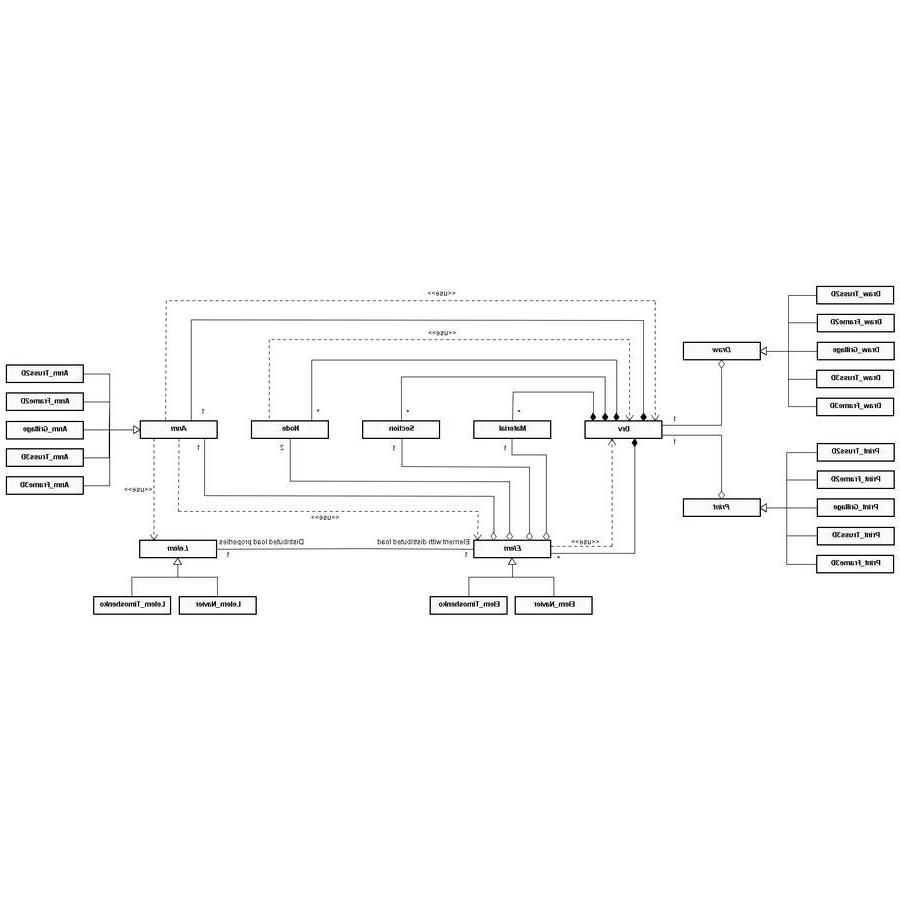 <<use>>
Draw_Truss2D
Draw_Frame2D
<<use>>
Draw
Draw_Grillage
Anm_Truss2D
Draw_Truss3D
Anm_Frame2D
Draw_Frame3D
1
*
*
*
1
Anm_Grillage
Anm
Node
Section
Material
Drv
1
2
1
1
1
Print_Truss2D
Anm_Truss3D
Print_Frame2D
Anm_Frame3D
<<use>>
Print
Print_Grillage
<<use>>
Print_Truss3D
Lelem
Distributed load properties
Element with distributed load
Elem
<<use>>
1
1
*
Print_Frame3D
Lelem_Timoshenko
Lelem_Navier
Elem_Timoshenko
Elem_Navier